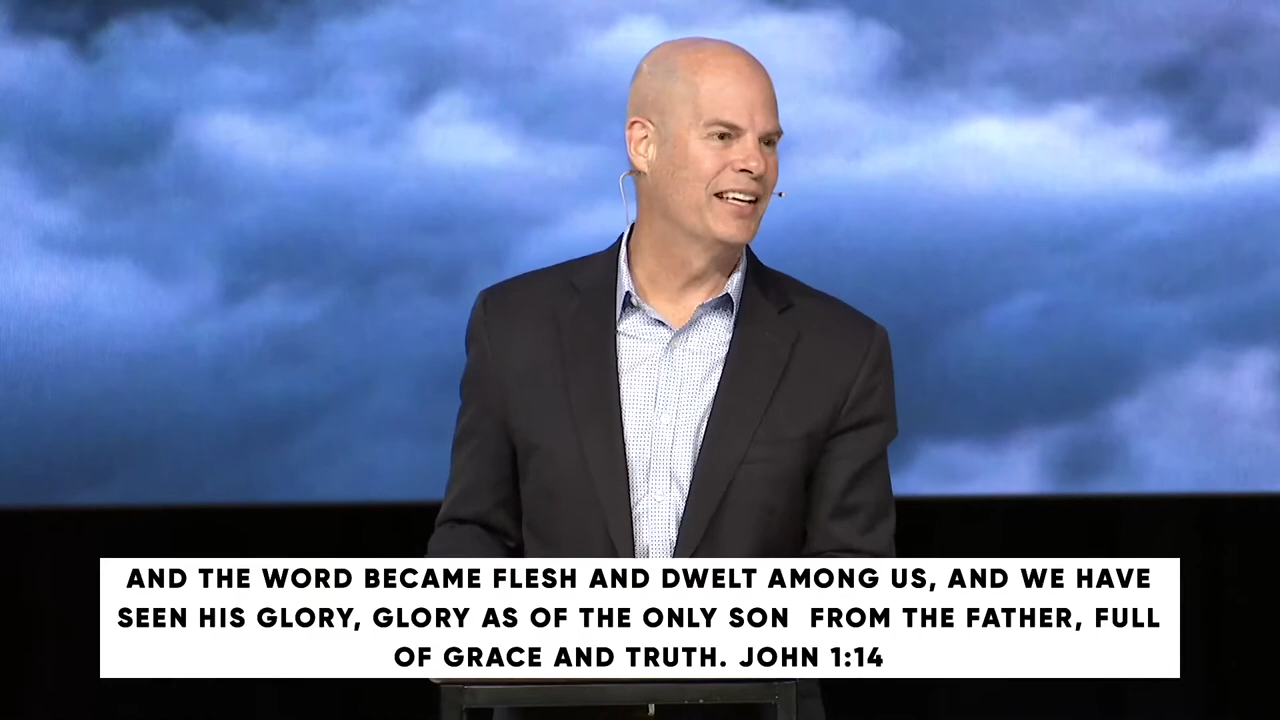 AND THE WORD BECAME FLESH AND DWELT AMONG US, AND WE HAVE
SEEN HIS GLORY, GLORY AS OF THE ONLY SON  FROM THE FATHER, FULL
OF GRACE AND TRUTH. JOHN 1:14